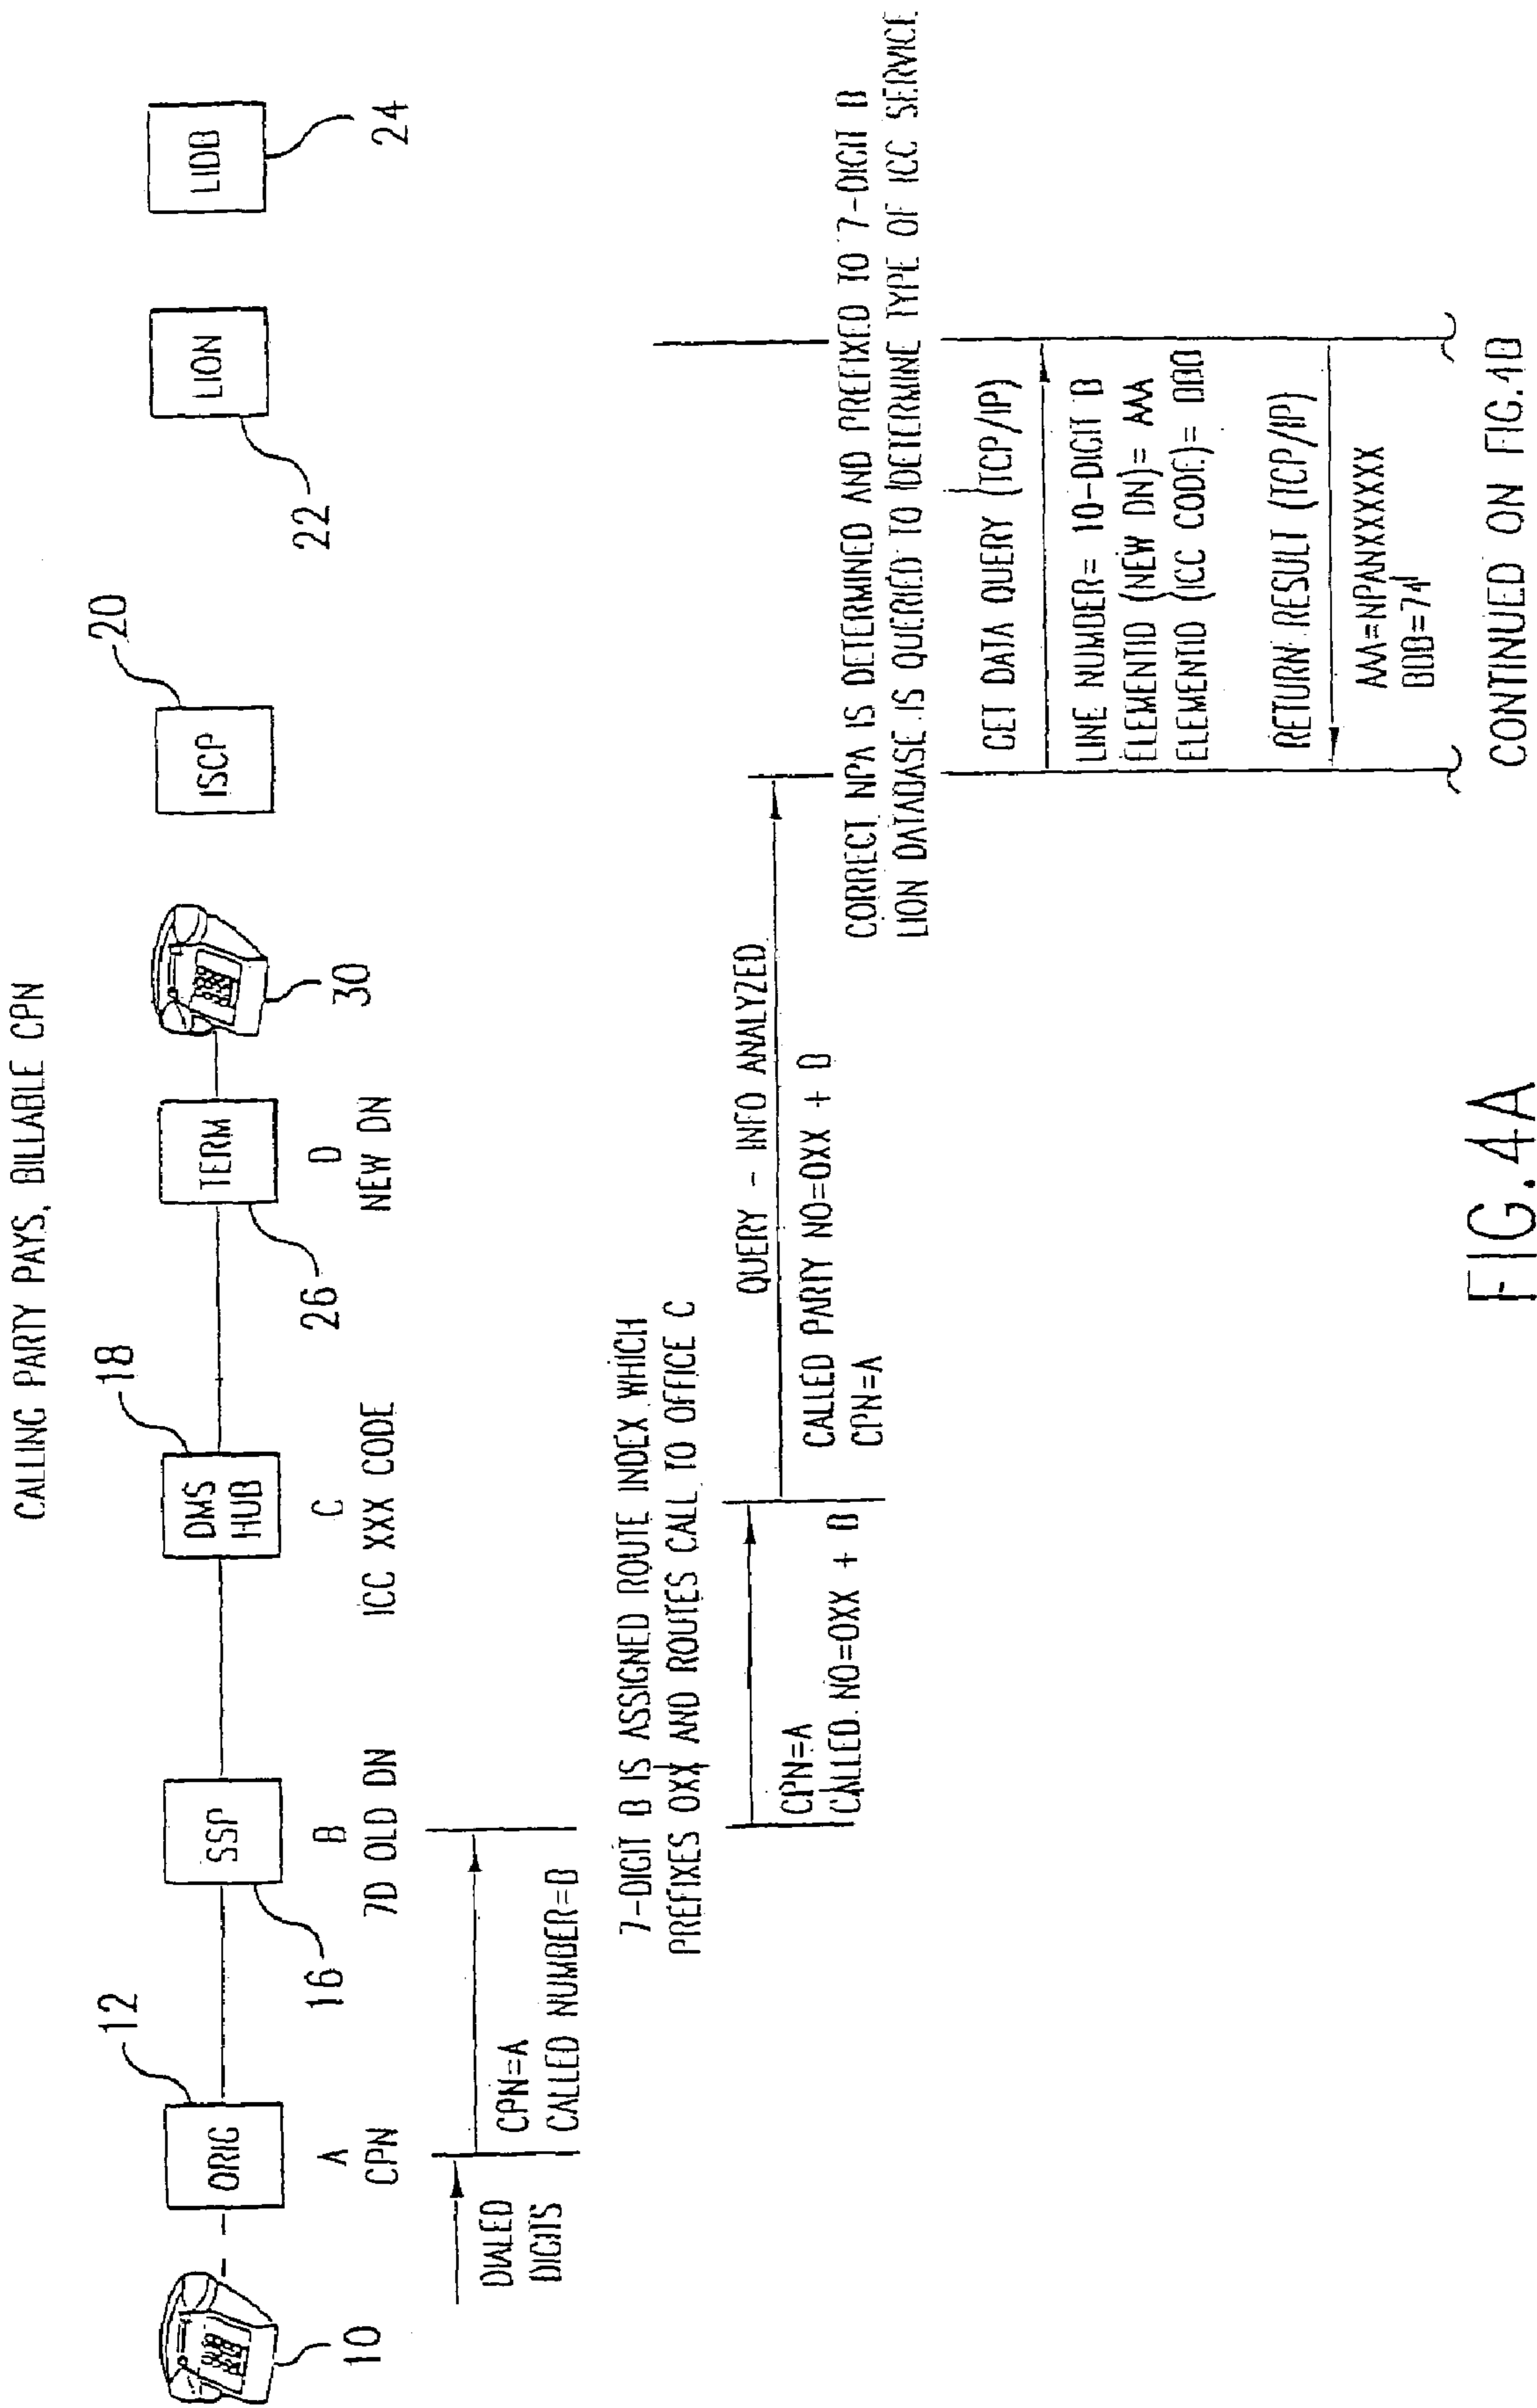 CALLING PARTY PAYS, BILLABLE CPN
12
18
20
ORIG
SSP
DMS
HUB
TERM
ISCP
LION
LIDB
10
16
26
30
22
24
A
CPN
B
7D OLD DN
C
ICC XXX CODE
D
NEW DN
DIALED
DIGITS
CPN=A
CALLED NUMBER=B
7-DIGIT B IS ASSIGNED ROUTE INDEX WHICH
PREFIXES OXX AND ROUTES CALL TO OFFICE C
CPN=A
CALLED NO=OXX + B
QUERY - INFO ANALYZED
CALLED PARTY NO=OXX + B
CPN=A
CORRECT NPA IS DETERMINED AND PREFIXED TO 7-DIGIT B
LION DATABASE IS QUERIED TO DETERMINE TYPE OF ICC SERVICE
GET DATA QUERY (TCP/IP)
LINE NUMBER= 10-DIGIT B
ELEMENTID (NEW DN)= AAA
ELEMENTID (ICC CODE)= BBB
RETURN RESULT (TCP/IP)
AAA=NPANXXXXXX
BBB=74
CONTINUED ON FIG.4B
FIG.4A